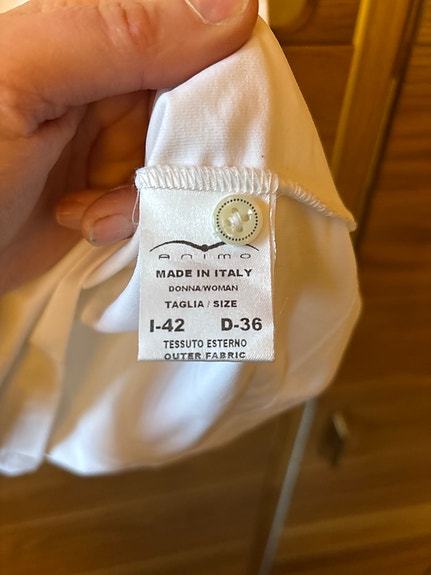 Animo
MADE IN ITALY
DONNA/WOMAN
TAGLIA / SIZE
I-42 D-36
TESSUTO ESTERNO
OUTER FABRIC